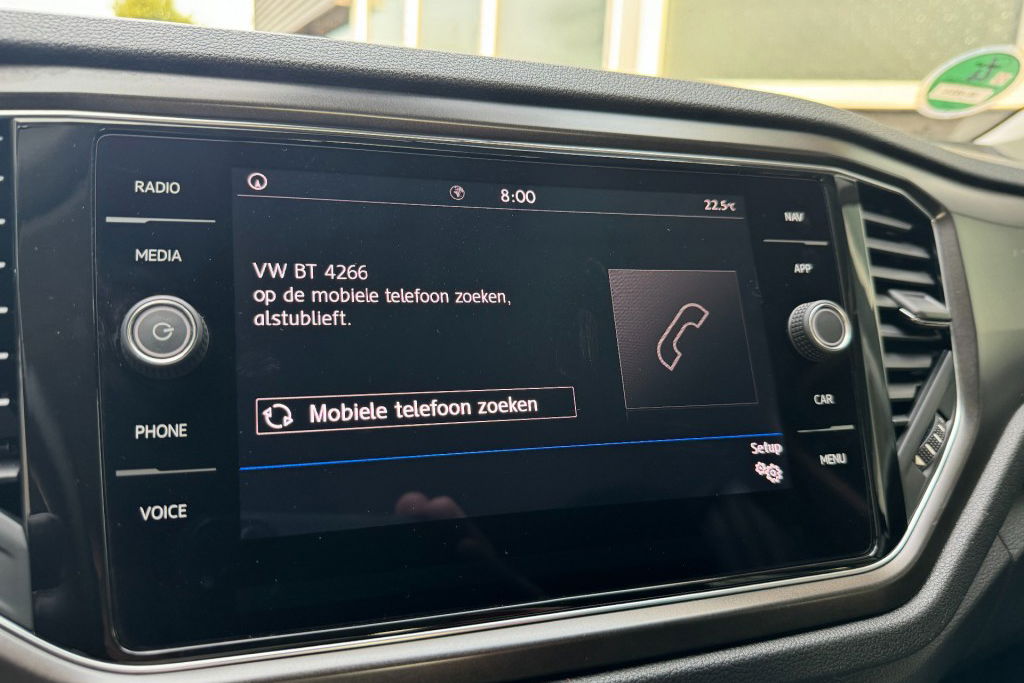 RADIO
MEDIA
PHONE
VOICE
8:00
22.5°C
VW BT 4266
op de mobiele telefoon zoeken,
alstublieft.
Mobiele telefoon zoeken
Setup
NAV
APP
CAR
MENU